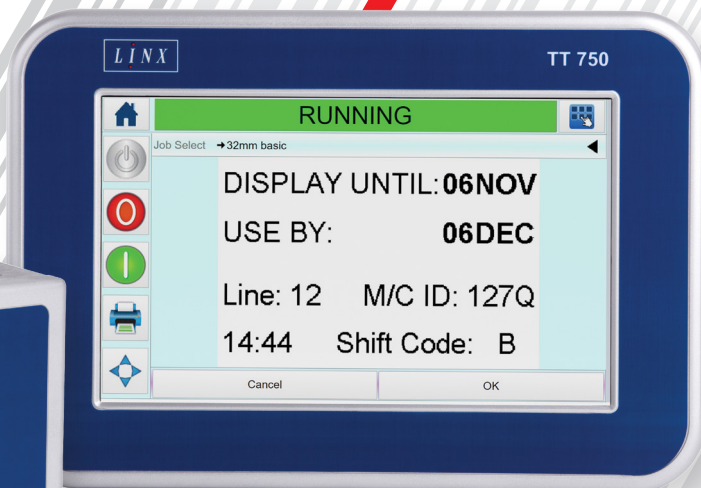 LINX
TT 750
RUNNING
Job Select →32mm basic
DISPLAY UNTIL: 06NOV
USE BY: 06DEC
Line: 12 M/C ID: 127Q
14:44 Shift Code: B
Cancel OK